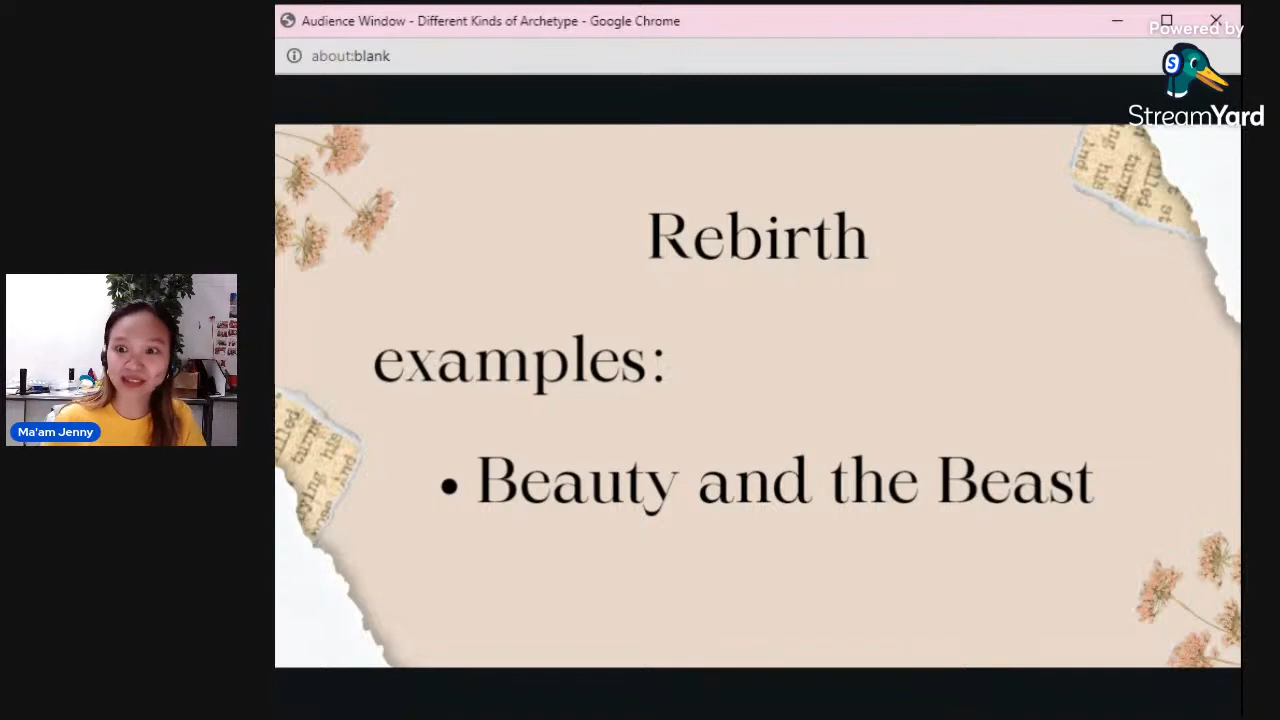 Audience Window - Different Kinds of Archetype - Google Chrome
about:blank
Powered by
S
StreamYard
Rebirth
examples:
• Beauty and the Beast
Ma'am Jenny